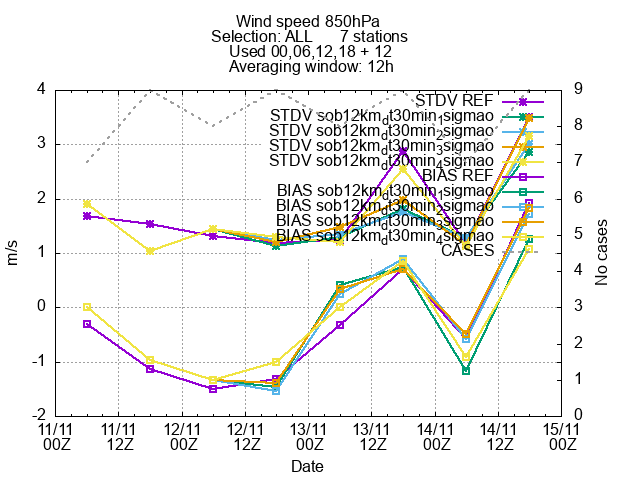 Wind speed 850hPa
Selection: ALL 7 stations
Used 00,06,12,18 + 12
Averaging window: 12h
STDV REF
STDV sob12km_dt30min_1sigmao
STDV sob12km_dt30min_2sigmao
STDV sob12km_dt30min_3sigmao
STDV sob12km_dt30min_4sigmao
BIAS REF
BIAS sob12km_dt30min_1sigmao
BIAS sob12km_dt30min_2sigmao
BIAS sob12km_dt30min_3sigmao
BIAS sob12km_dt30min_4sigmao
CASES
4
3
2
1
0
-1
-2
m/s
9
8
7
6
5
4
3
2
1
0
No cases
11/11 11/11 12/11 12/11 13/11 13/11 14/11 14/11 15/11
00Z 12Z 00Z 12Z 00Z 12Z 00Z 12Z 00Z
Date